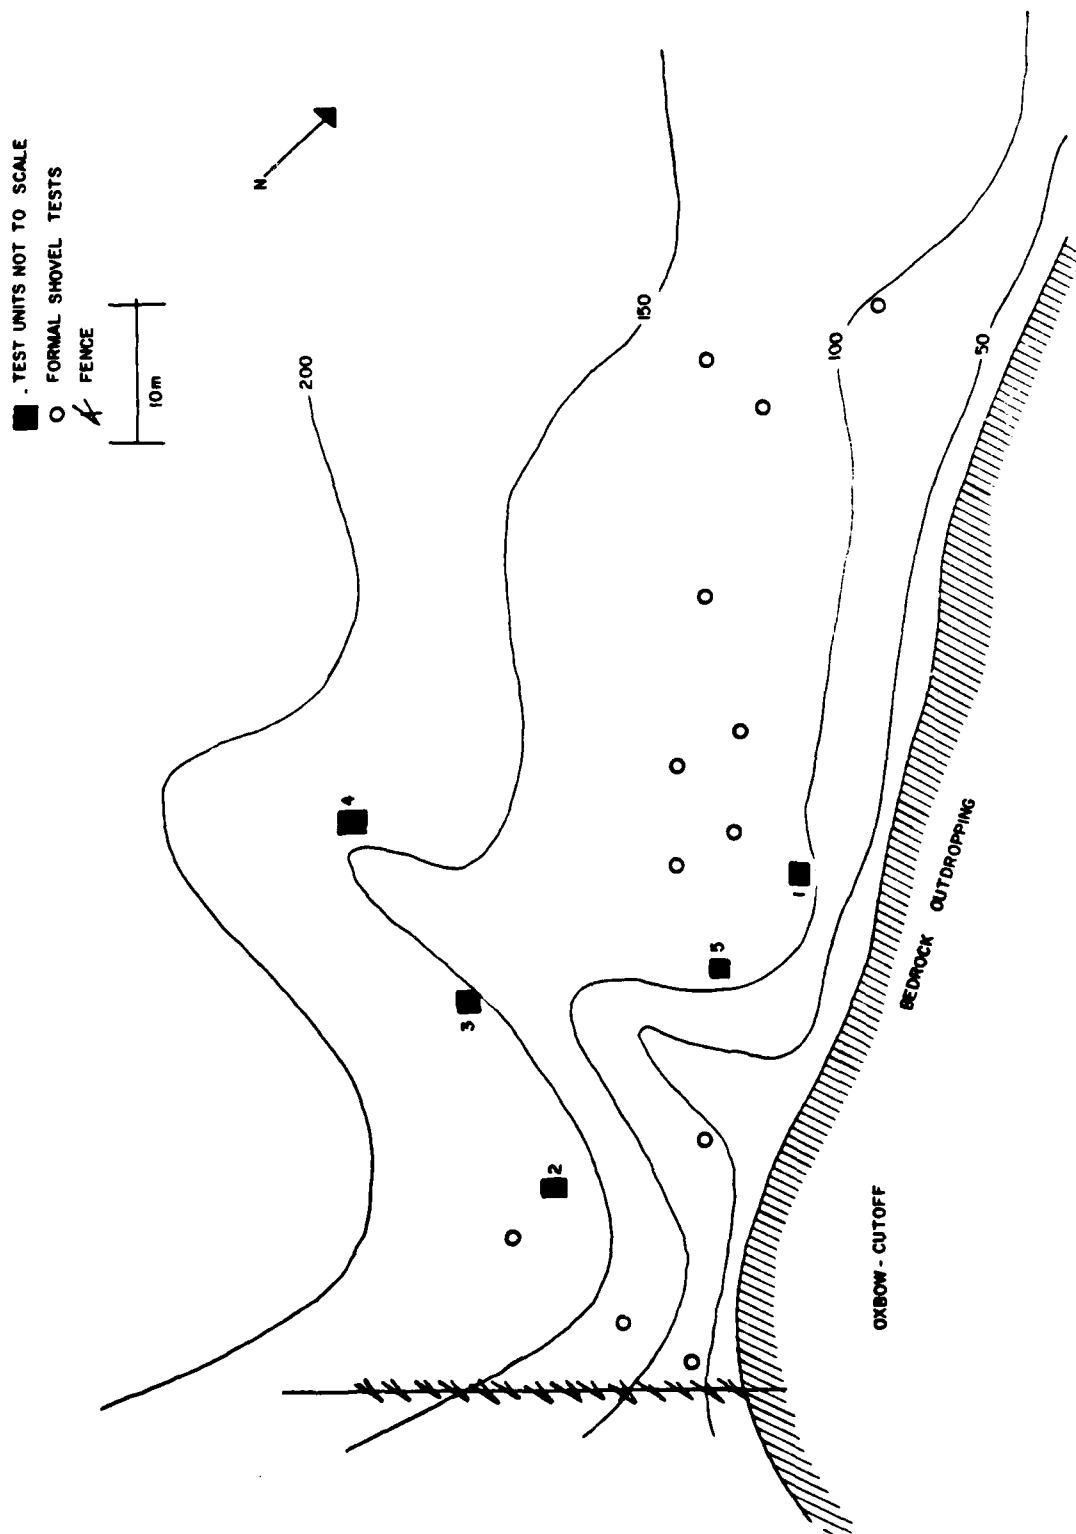 . TEST UNITS NOT TO SCALE
FORMAL SHOVEL TESTS
FENCE
10m
N
200
150
100
50
4
3
2
5
1
BEDROCK OUTDROPPING
OXBOW - CUTOFF